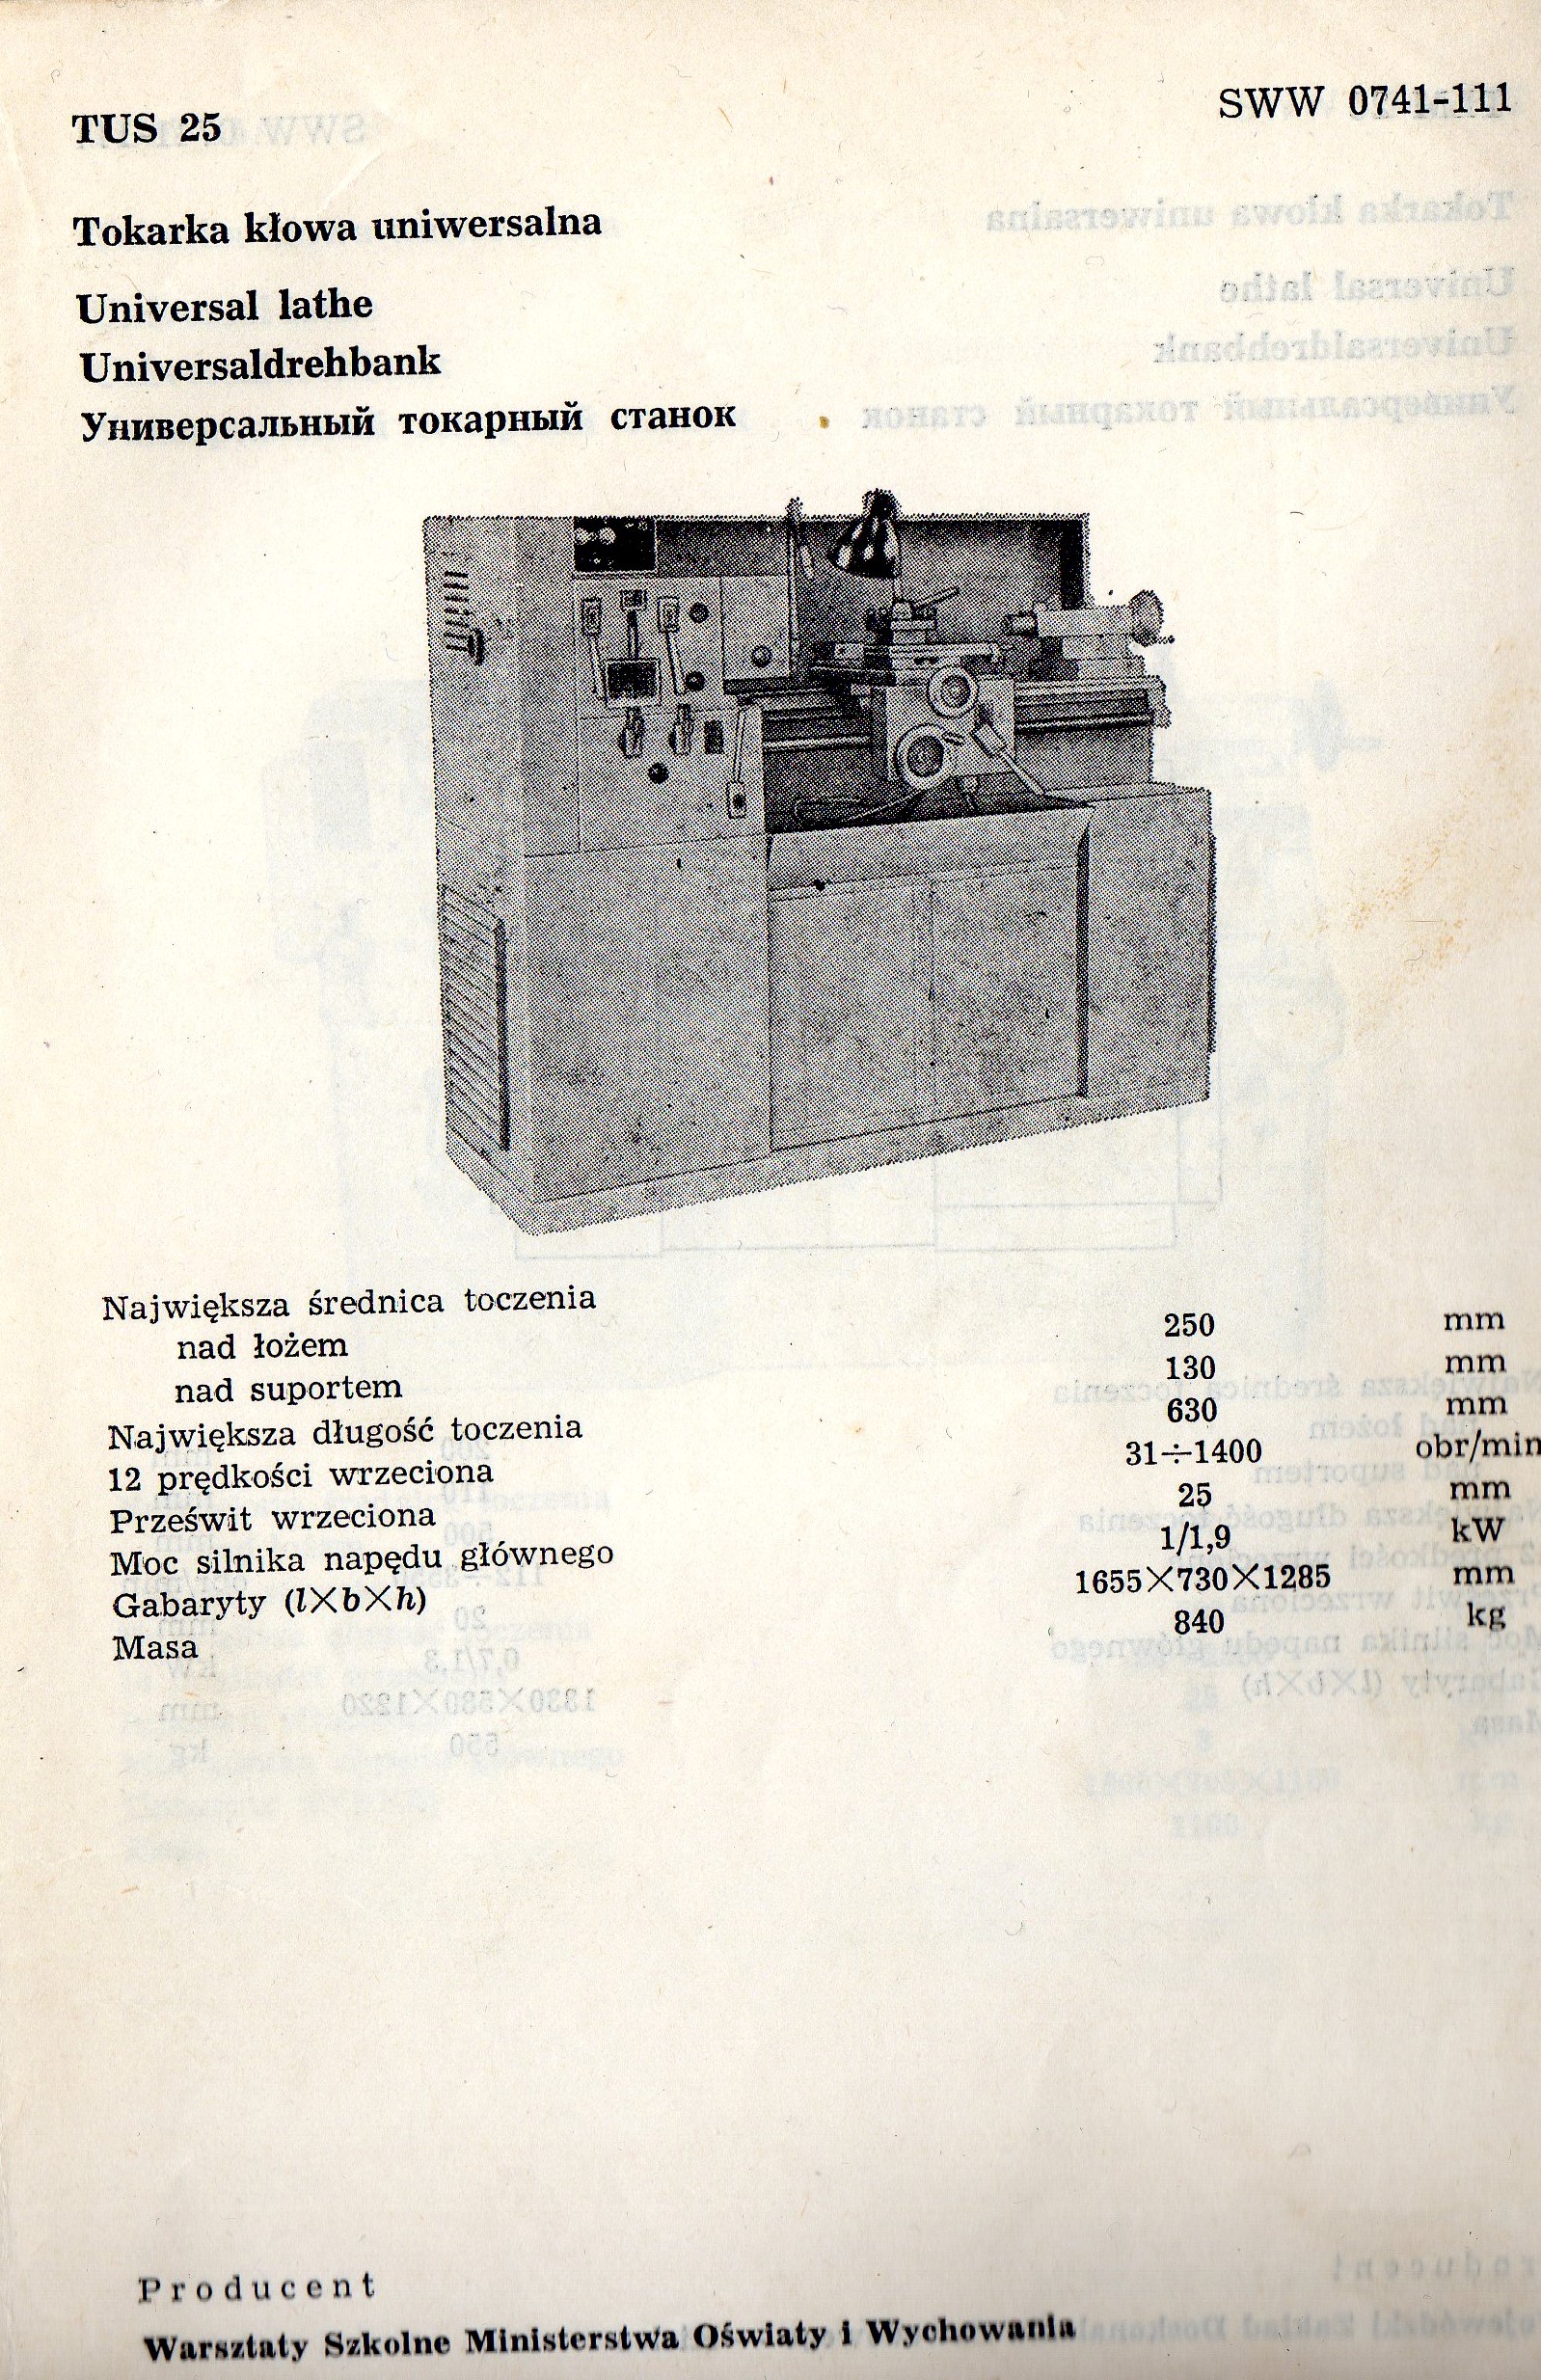 TUS 25 SWW 0741-111
Tokarka kłowa uniwersalna
Universal lathe
Universaldrehbank
Универсальный токарный станок
Największa średnica toczenia
nad łożem 250 mm
nad suportem 130 mm
Największa długość toczenia 630 mm
12 prędkości wrzeciona 31÷1400 obr/min
Prześwit wrzeciona 25 mm
Moc silnika napędu głównego 1/1,9 kW
Gabaryty (l×b×h) 1655×730×1285 mm
Masa 840 kg
Producent
Warsztaty Szkolne Ministerstwa Oświaty i Wychowania